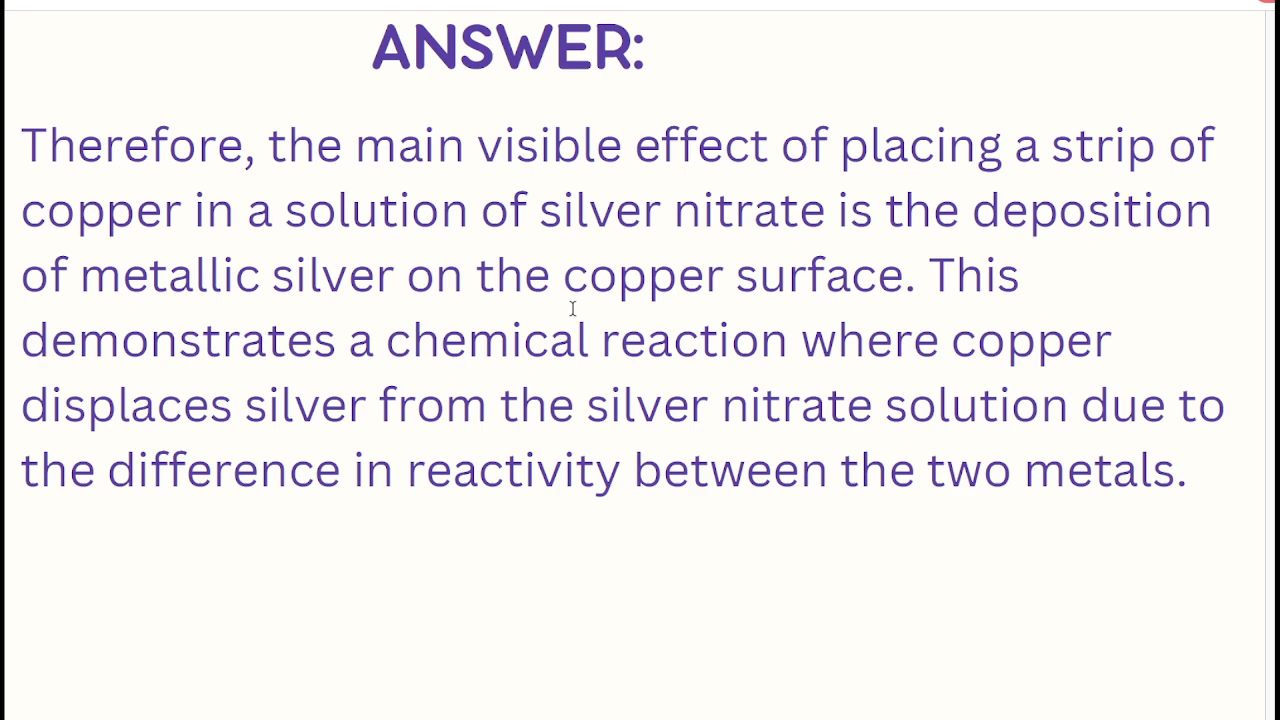 ANSWER:
Therefore, the main visible effect of placing a strip of
copper in a solution of silver nitrate is the deposition
of metallic silver on the copper surface. This
demonstrates a chemical reaction where copper
displaces silver from the silver nitrate solution due to
the difference in reactivity between the two metals.